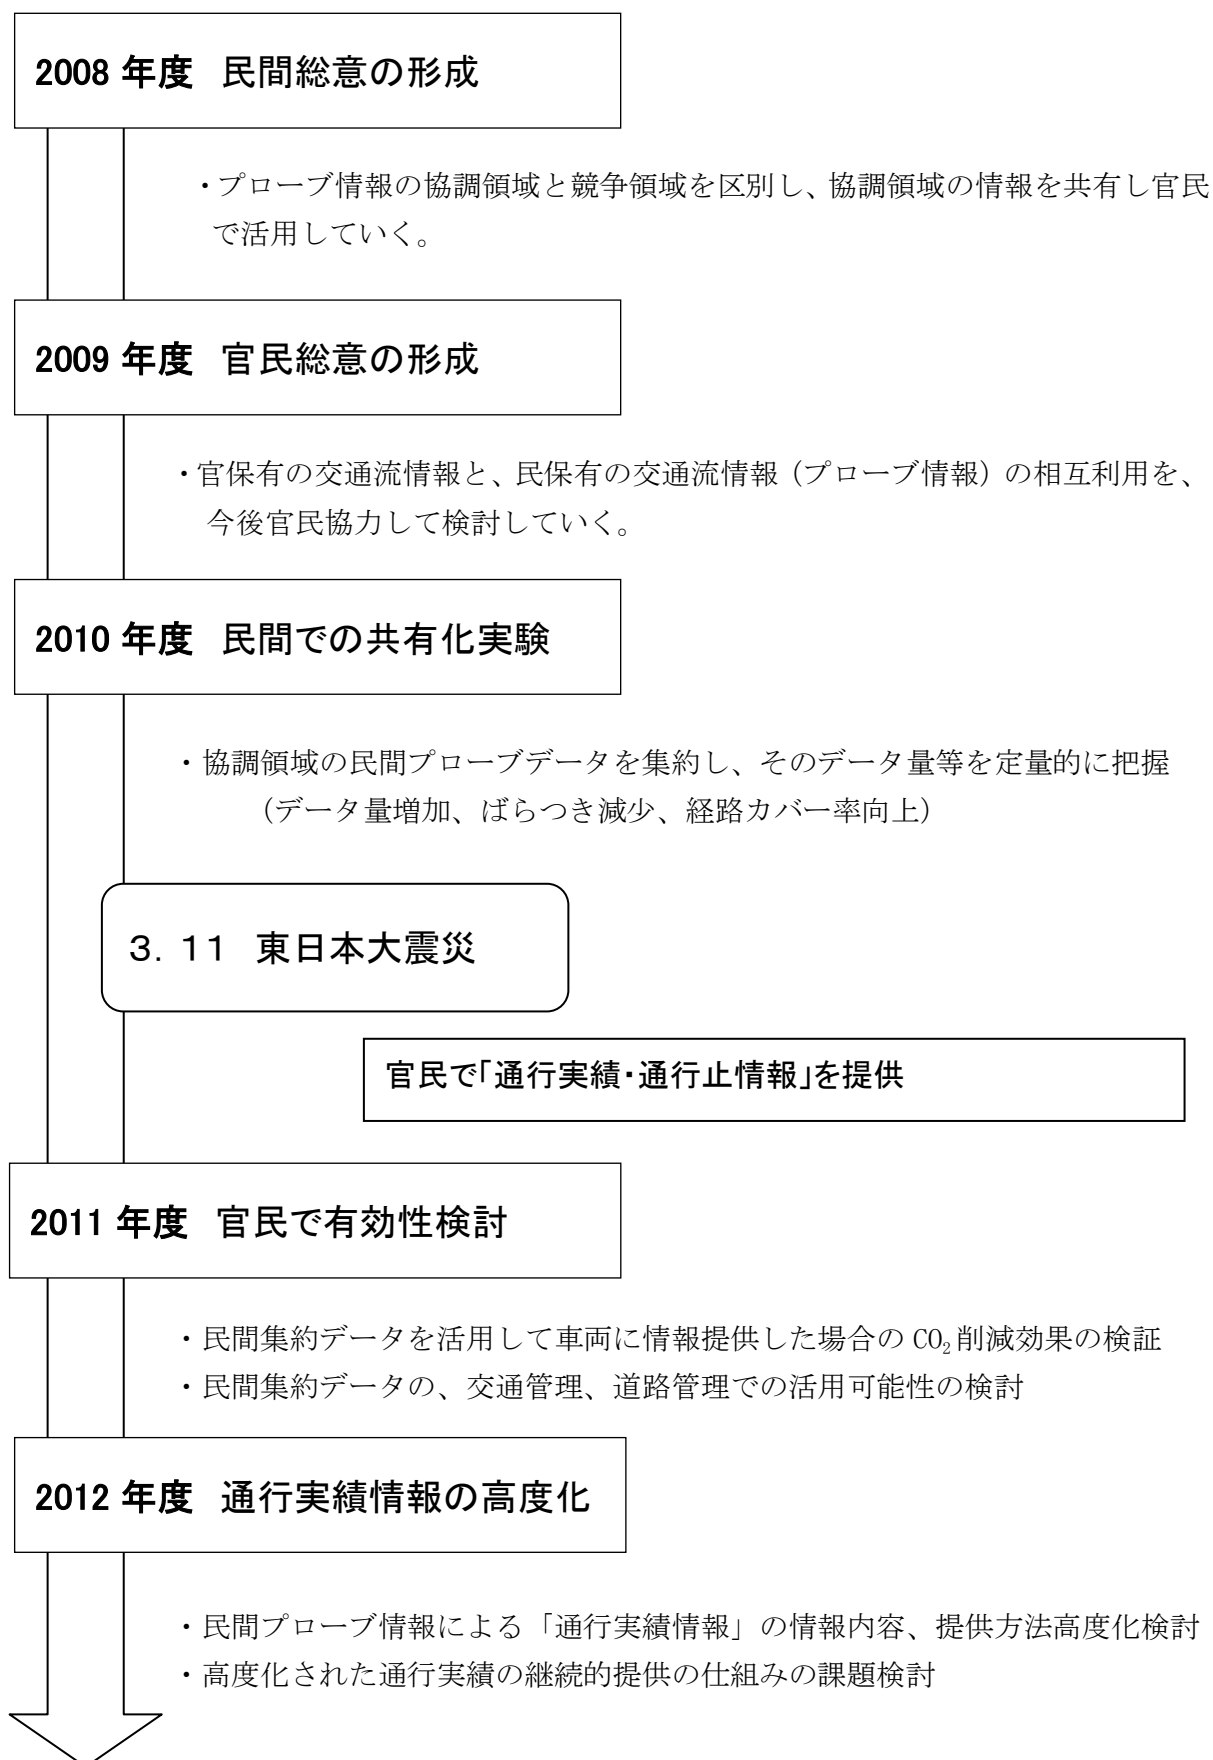 2008 年度 民間総意の形成
・プローブ情報の協調領域と競争領域を区別し、協調領域の情報を共有し官民
で活用していく。
2009 年度 官民総意の形成
・官保有の交通流情報と、民保有の交通流情報（プローブ情報）の相互利用を、
今後官民協力して検討していく。
2010 年度 民間での共有化実験
・協調領域の民間プローブデータを集約し、そのデータ量等を定量的に把握
（データ量増加、ばらつき減少、経路カバー率向上）
３．１１ 東日本大震災
官民で「通行実績・通行止情報」を提供
2011 年度 官民で有効性検討
・民間集約データを活用して車両に情報提供した場合の CO₂削減効果の検証
・民間集約データの、交通管理、道路管理での活用可能性の検討
2012 年度 通行実績情報の高度化
・民間プローブ情報による「通行実績情報」の情報内容、提供方法高度化検討
・高度化された通行実績の継続的提供の仕組みの課題検討